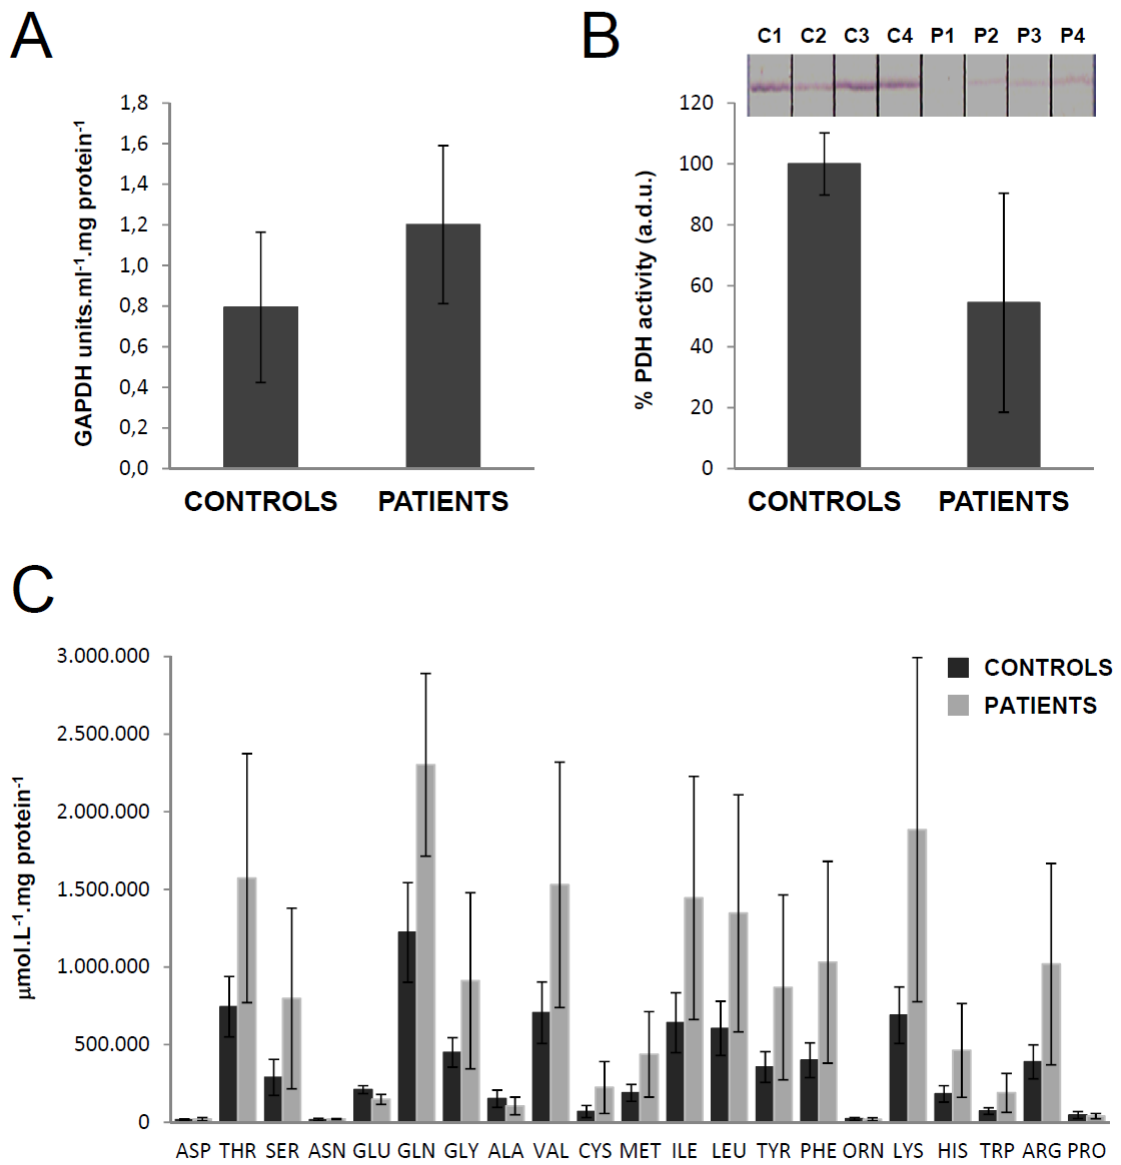 A
1,8
1,6
1,4
1,2
1,0
0,8
0,6
0,4
0,2
0,0
GAPDH units.ml⁻¹.mg protein⁻¹
CONTROLS PATIENTS
B
C1 C2 C3 C4 P1 P2 P3 P4
120
100
80
60
40
20
0
% PDH activity (a.d.u.)
CONTROLS PATIENTS
C
3.000.000
2.500.000
2.000.000
1.500.000
1.000.000
500.000
0
µmol.L⁻¹.mg protein⁻¹
CONTROLS
PATIENTS
ASP THR SER ASN GLU GLN GLY ALA VAL CYS MET ILE LEU TYR PHE ORN LYS HIS TRP ARG PRO